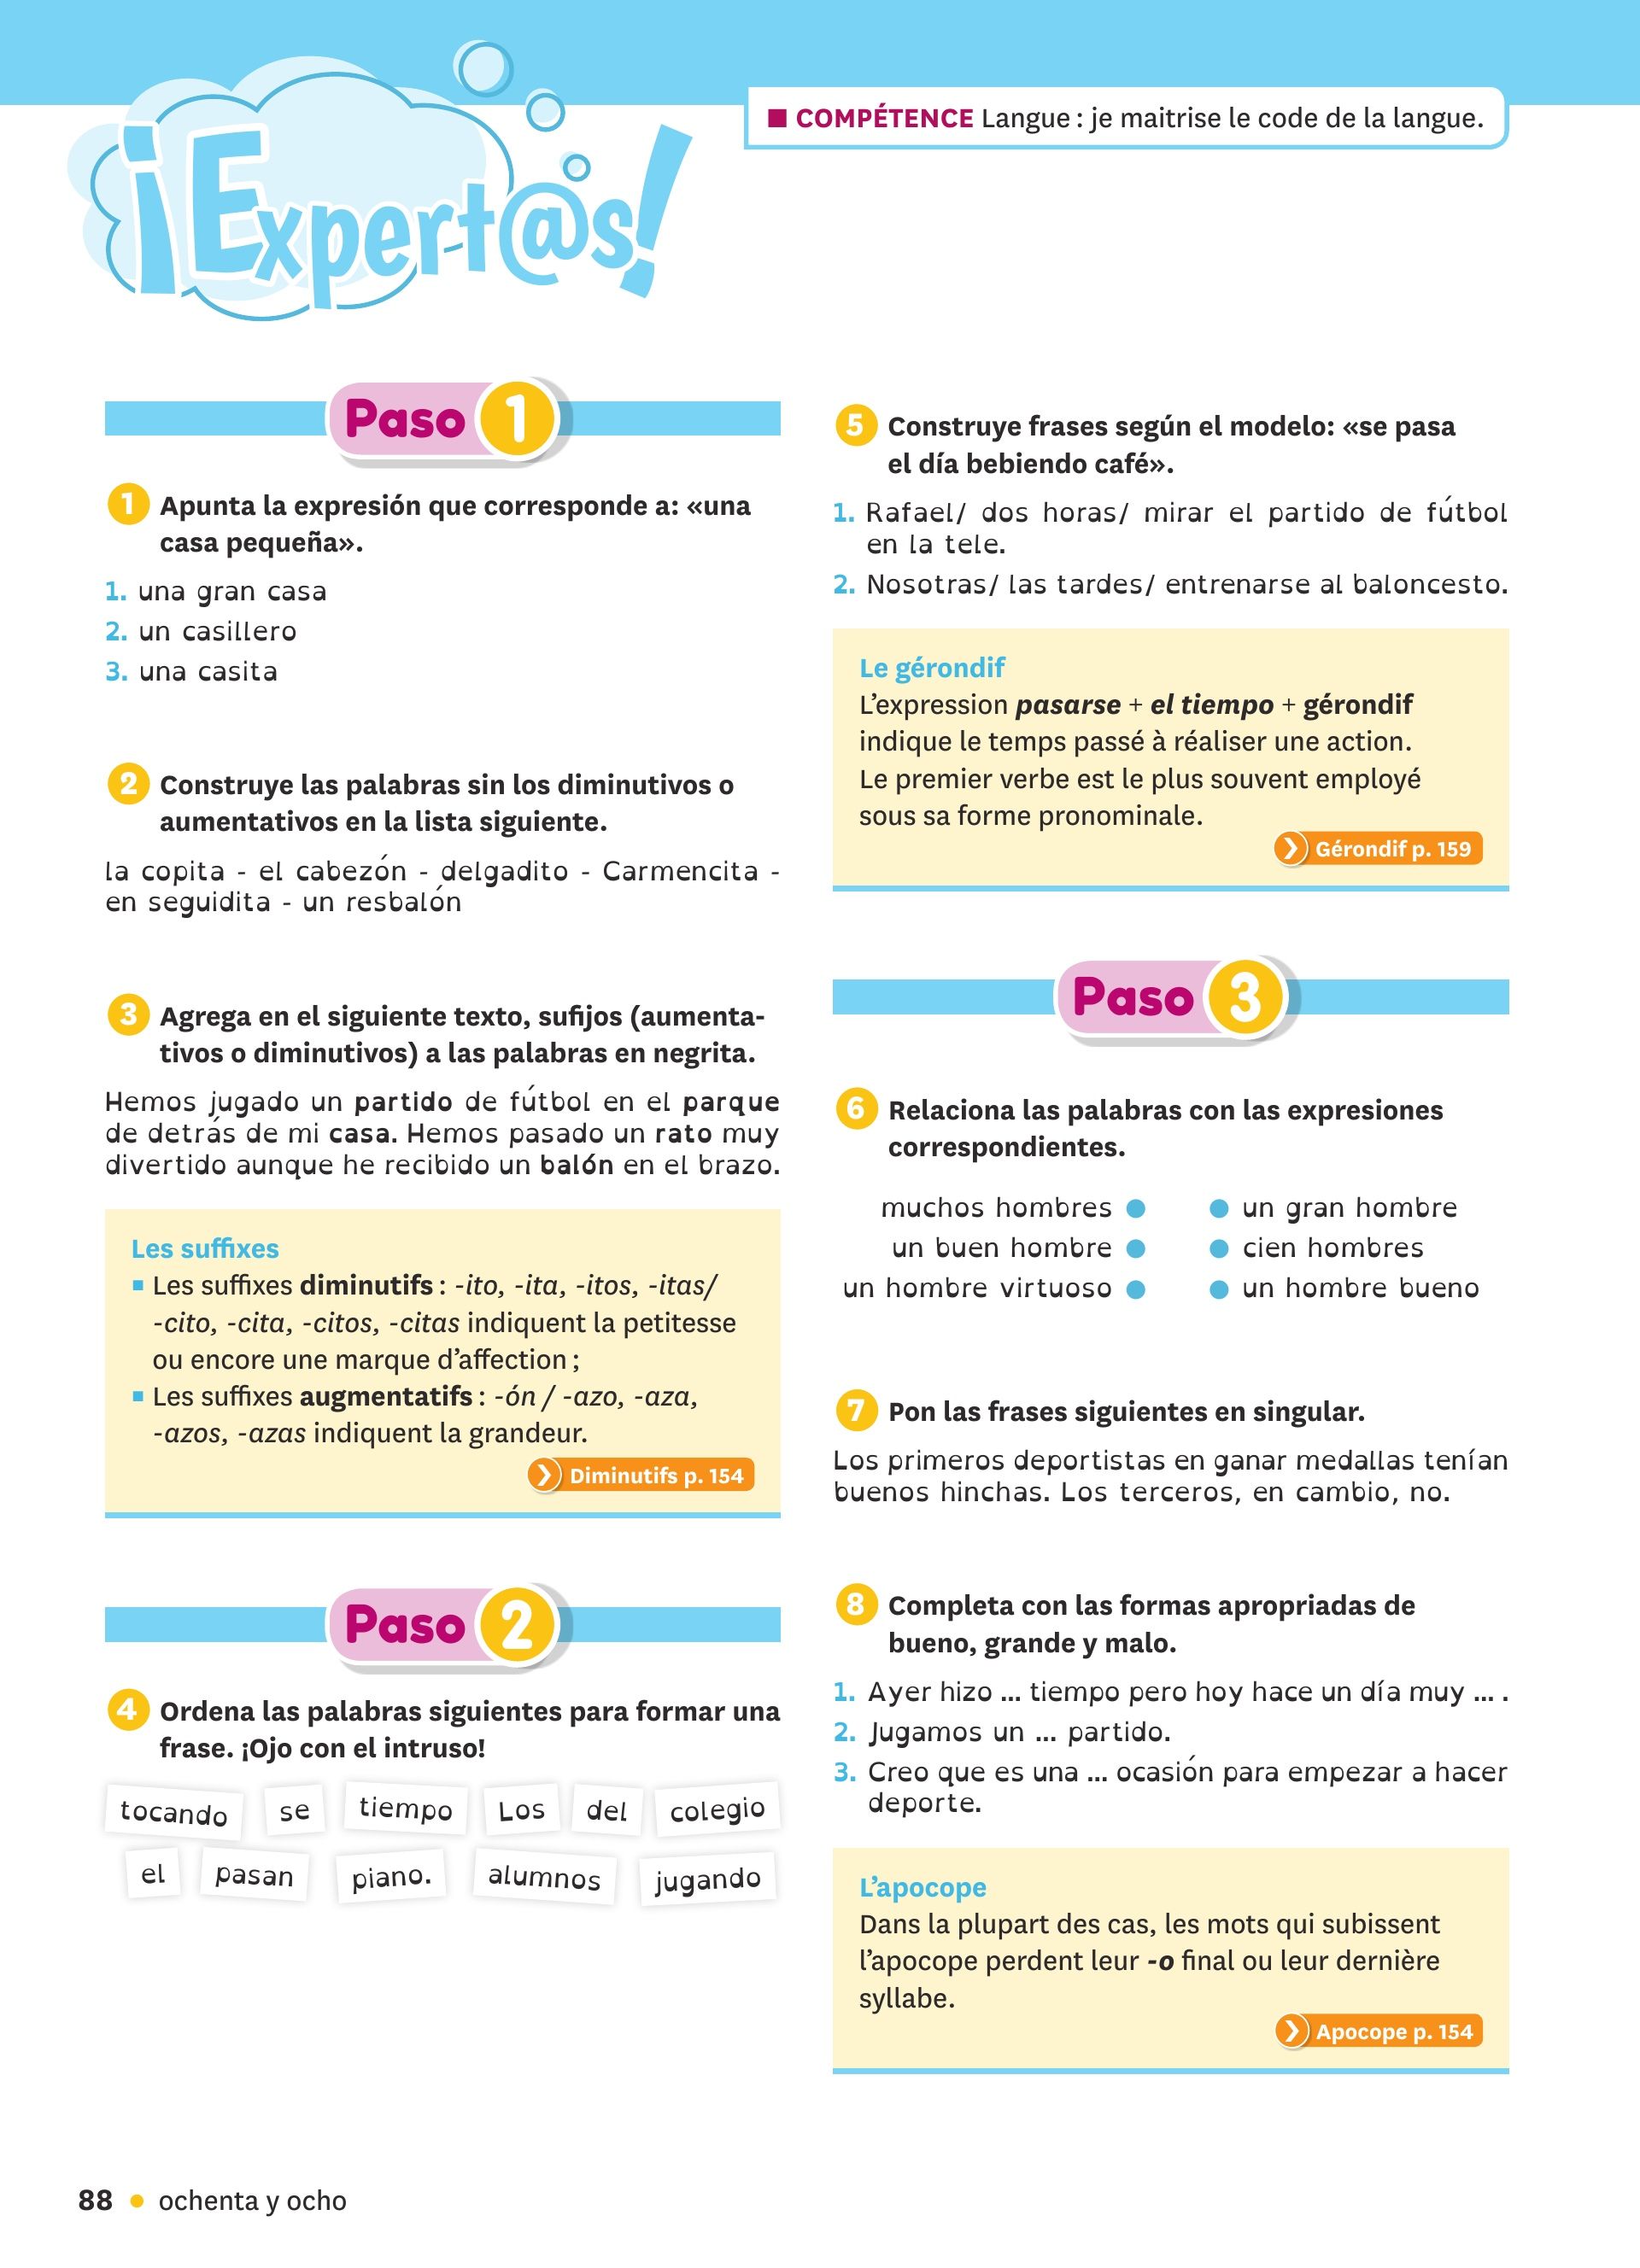 ¡Expert@s!
■ COMPÉTENCE Langue : je maitrise le code de la langue.
Paso 1
1 Apunta la expresión que corresponde a: «una
casa pequeña».
1. una gran casa
2. un casillero
3. una casita
2 Construye las palabras sin los diminutivos o
aumentativos en la lista siguiente.
la copita - el cabezón - delgadito - Carmencita -
en seguidita - un resbalón
3 Agrega en el siguiente texto, sufijos (aumenta-
tivos o diminutivos) a las palabras en negrita.
Hemos jugado un partido de fútbol en el parque
de detrás de mi casa. Hemos pasado un rato muy
divertido aunque he recibido un balón en el brazo.
Les suffixes
▪ Les suffixes diminutifs : -ito, -ita, -itos, -itas/
-cito, -cita, -citos, -citas indiquent la petitesse
ou encore une marque d’affection ;
▪ Les suffixes augmentatifs : -ón / -azo, -aza,
-azos, -azas indiquent la grandeur.
Diminutifs p. 154
Paso 2
4 Ordena las palabras siguientes para formar una
frase. ¡Ojo con el intruso!
tocando se tiempo Los del colegio
el pasan piano. alumnos jugando
5 Construye frases según el modelo: «se pasa
el día bebiendo café».
1. Rafael/ dos horas/ mirar el partido de fútbol
en la tele.
2. Nosotras/ las tardes/ entrenarse al baloncesto.
Le gérondif
L’expression pasarse + el tiempo + gérondif
indique le temps passé à réaliser une action.
Le premier verbe est le plus souvent employé
sous sa forme pronominale.
Gérondif p. 159
Paso 3
6 Relaciona las palabras con las expresiones
correspondientes.
muchos hombres ● ● un gran hombre
un buen hombre ● ● cien hombres
un hombre virtuoso ● ● un hombre bueno
7 Pon las frases siguientes en singular.
Los primeros deportistas en ganar medallas tenían
buenos hinchas. Los terceros, en cambio, no.
8 Completa con las formas apropiadas de
bueno, grande y malo.
1. Ayer hizo ... tiempo pero hoy hace un día muy ... .
2. Jugamos un ... partido.
3. Creo que es una ... ocasión para empezar a hacer
deporte.
L’apocope
Dans la plupart des cas, les mots qui subissent
l’apocope perdent leur -o final ou leur dernière
syllabe.
Apocope p. 154
88 • ochenta y ocho